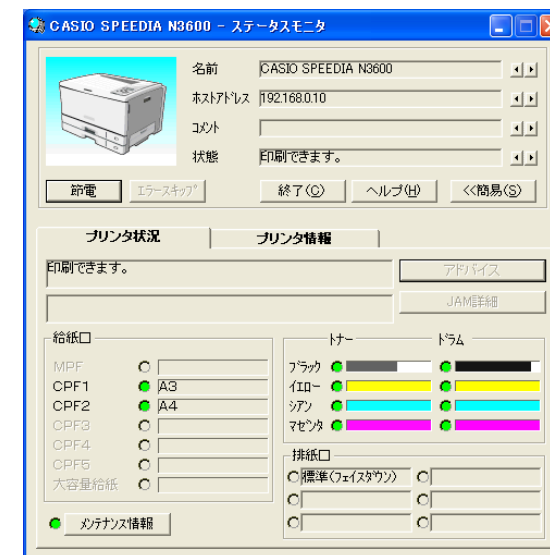 CASIO SPEEDIA N3600 - ステータスモニタ
名前 CASIO SPEEDIA N3600
ホストアドレス 192.168.0.10
コメント
状態 印刷できます。
節電 エラースキップ 終了(C) ヘルプ(H) <<簡易(S)
プリンタ状況 プリンタ情報
印刷できます。 アドバイス
JAM詳細
給紙口 トナー ドラム
MPF ブラック
CPF1 A3 イエロー
CPF2 A4 シアン
CPF3 マゼンタ
CPF4
CPF5
大容量給紙
排紙口
標準(フェイスダウン)
メンテナンス情報